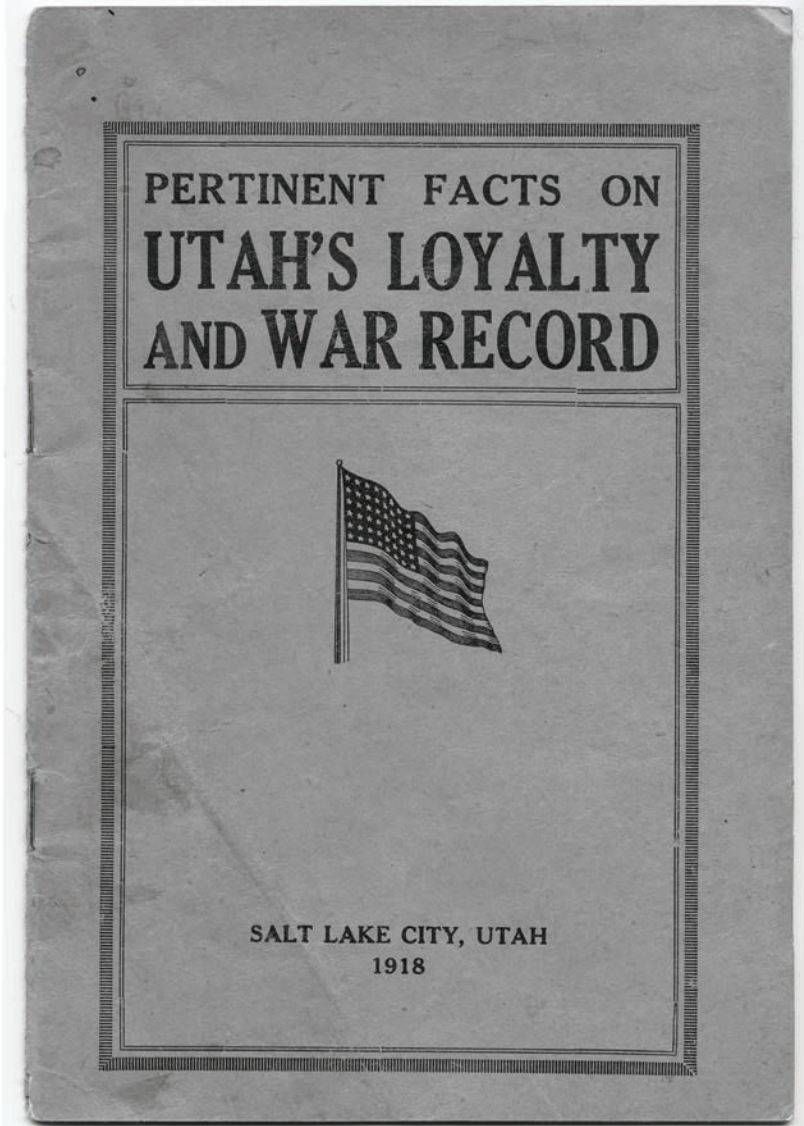 PERTINENT FACTS ON
UTAH'S LOYALTY
AND WAR RECORD
SALT LAKE CITY, UTAH
1918